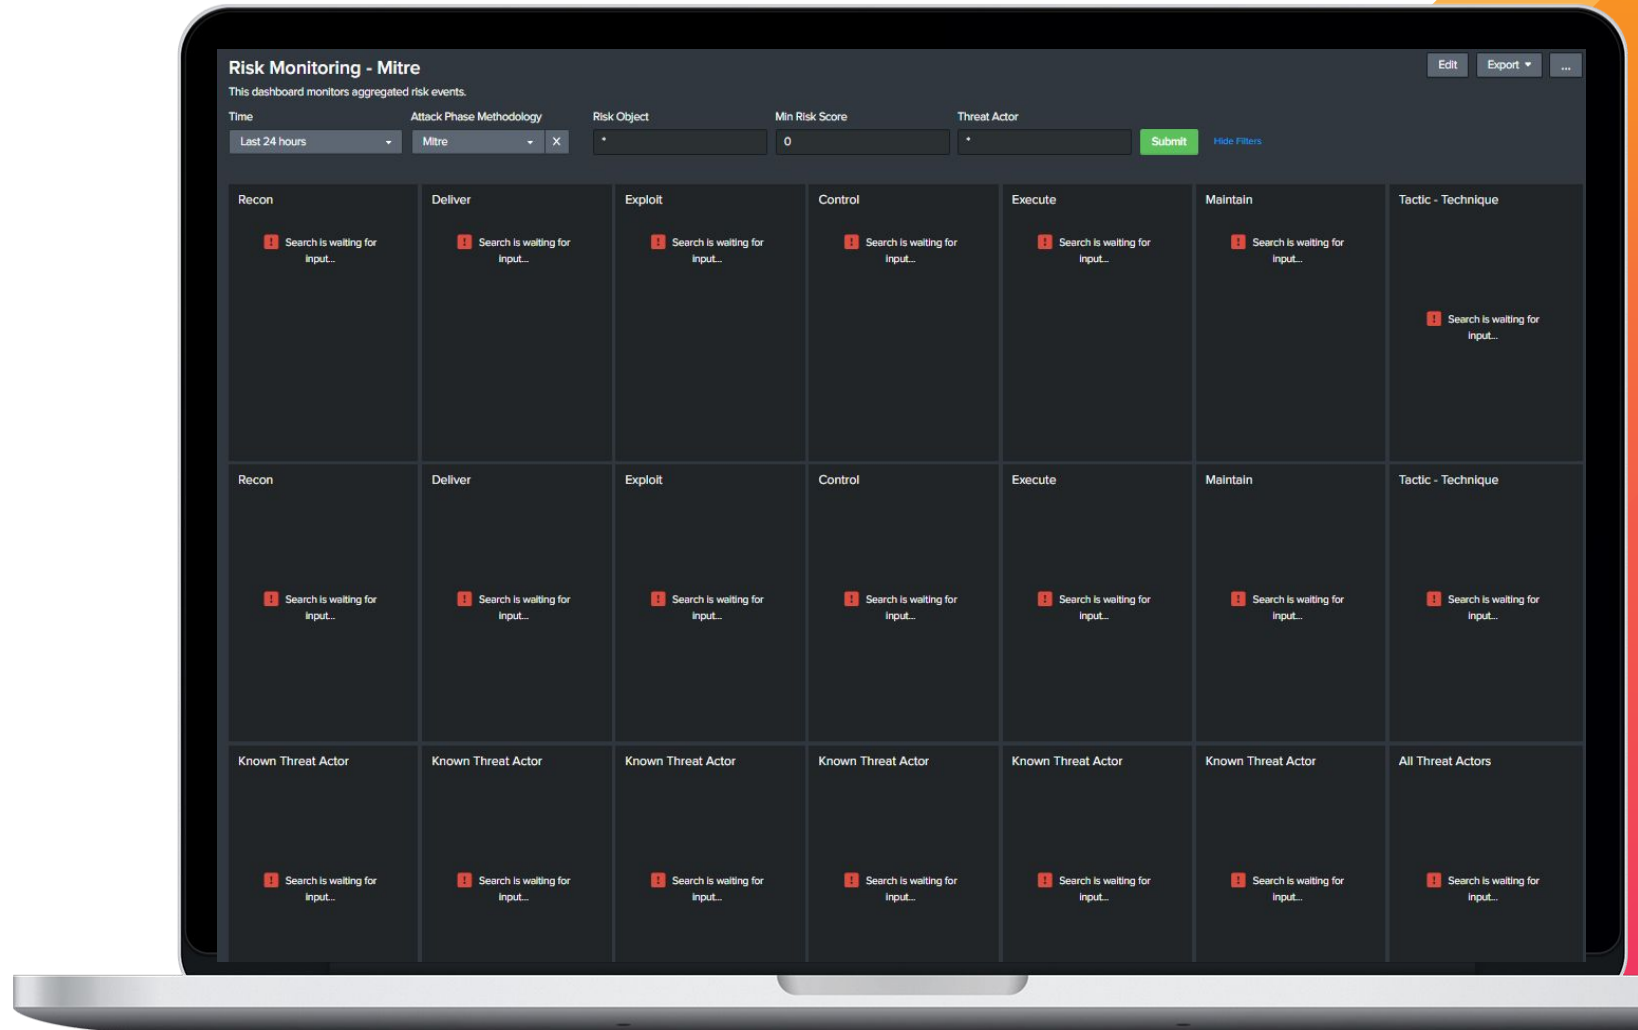 Risk Monitoring - Mitre
Edit
Export
...
This dashboard monitors aggregated risk events.
Time
Attack Phase Methodology
Risk Object
Min Risk Score
Threat Actor
Last 24 hours
Mitre
X
*
0
*
Submit
Hide Filters
Recon
Deliver
Exploit
Control
Execute
Maintain
Tactic - Technique
! Search is waiting for
input...
! Search is waiting for
input...
! Search is waiting for
input...
! Search is waiting for
input...
! Search is waiting for
input...
! Search is waiting for
input...
! Search is waiting for
input...
Recon
Deliver
Exploit
Control
Execute
Maintain
Tactic - Technique
! Search is waiting for
input...
! Search is waiting for
input...
! Search is waiting for
input...
! Search is waiting for
input...
! Search is waiting for
input...
! Search is waiting for
input...
! Search is waiting for
input...
Known Threat Actor
Known Threat Actor
Known Threat Actor
Known Threat Actor
Known Threat Actor
Known Threat Actor
All Threat Actors
! Search is waiting for
input...
! Search is waiting for
input...
! Search is waiting for
input...
! Search is waiting for
input...
! Search is waiting for
input...
! Search is waiting for
input...
! Search is waiting for
input...